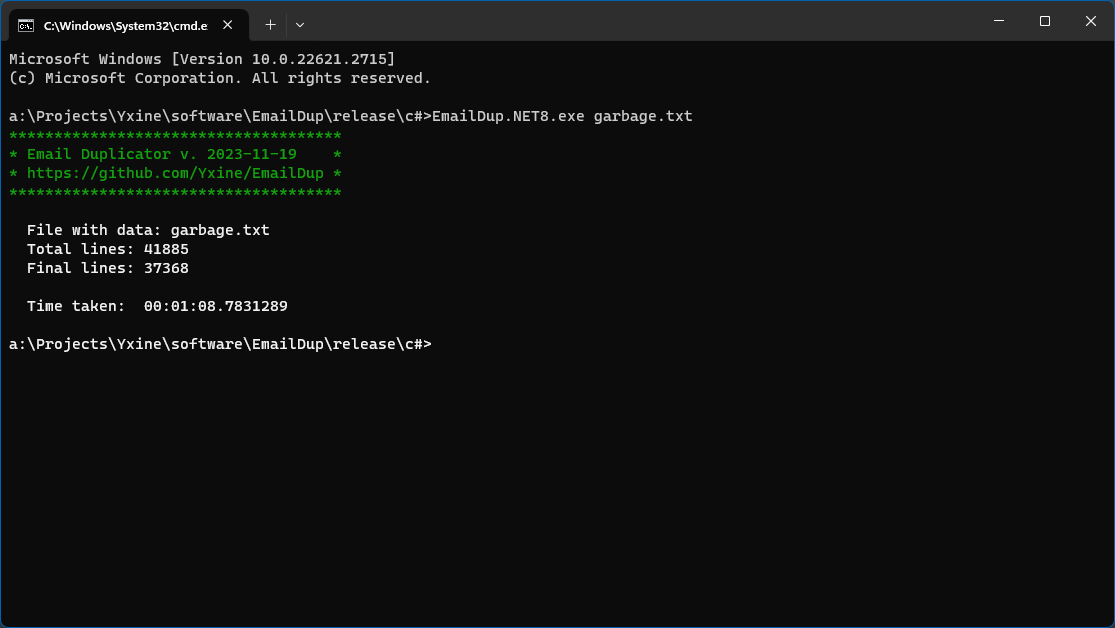 C:\Windows\System32\cmd.e
Microsoft Windows [Version 10.0.22621.2715]
(c) Microsoft Corporation. All rights reserved.
a:\Projects\Yxine\software\EmailDup\release\c#>EmailDup.NET8.exe garbage.txt
*************************************
* Email Duplicator v. 2023-11-19    *
* https://github.com/Yxine/EmailDup *
*************************************
File with data: garbage.txt
Total lines: 41885
Final lines: 37368
Time taken:  00:01:08.7831289
a:\Projects\Yxine\software\EmailDup\release\c#>